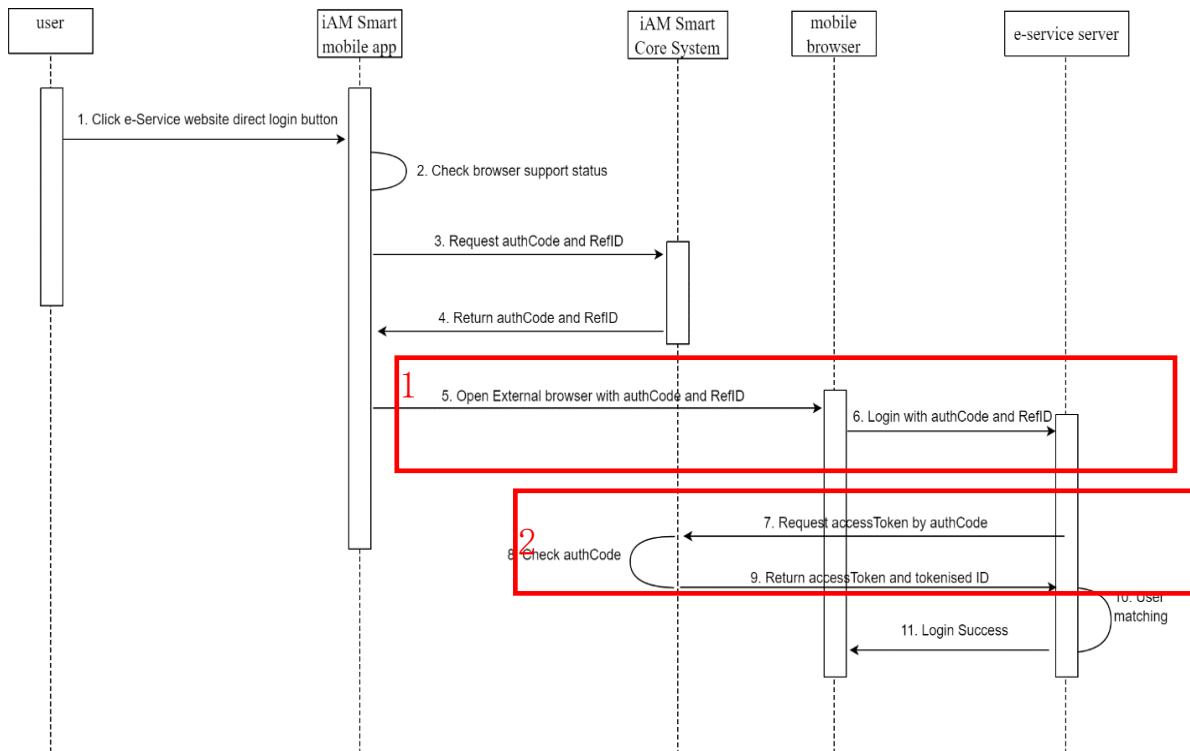 user
iAM Smart
mobile app
iAM Smart
Core System
mobile
browser
e-service server
1. Click e-Service website direct login button
2. Check browser support status
3. Request authCode and RefID
4. Return authCode and RefID
1
5. Open External browser with authCode and RefID
6. Login with authCode and RefID
7. Request accessToken by authCode
2
8. Check authCode
9. Return accessToken and tokenised ID
10. User
matching
11. Login Success